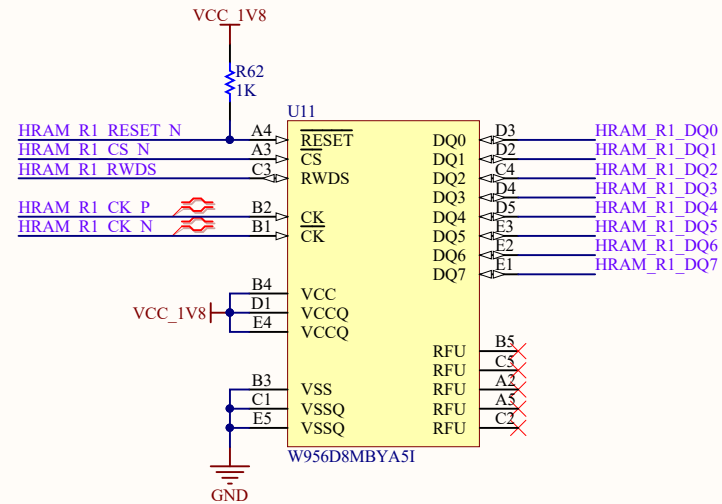 VCC_1V8
R62
1K
U11
HRAM_R1_RESET_N A4 RESET DQ0 D3 HRAM_R1_DQ0
HRAM_R1_CS_N A3 CS DQ1 D2 HRAM_R1_DQ1
HRAM_R1_RWDS C3 RWDS DQ2 C4 HRAM_R1_DQ2
DQ3 D4 HRAM_R1_DQ3
HRAM_R1_CK_P B2 CK DQ4 D5 HRAM_R1_DQ4
HRAM_R1_CK_N B1 CK DQ5 E3 HRAM_R1_DQ5
DQ6 E2 HRAM_R1_DQ6
DQ7 E1 HRAM_R1_DQ7
B4 VCC
VCC_1V8 D1 VCCQ
E4 VCCQ
RFU B5
RFU C5
B3 VSS RFU A2
C1 VSSQ RFU A5
E5 VSSQ RFU C2
W956D8MBYA5I
GND